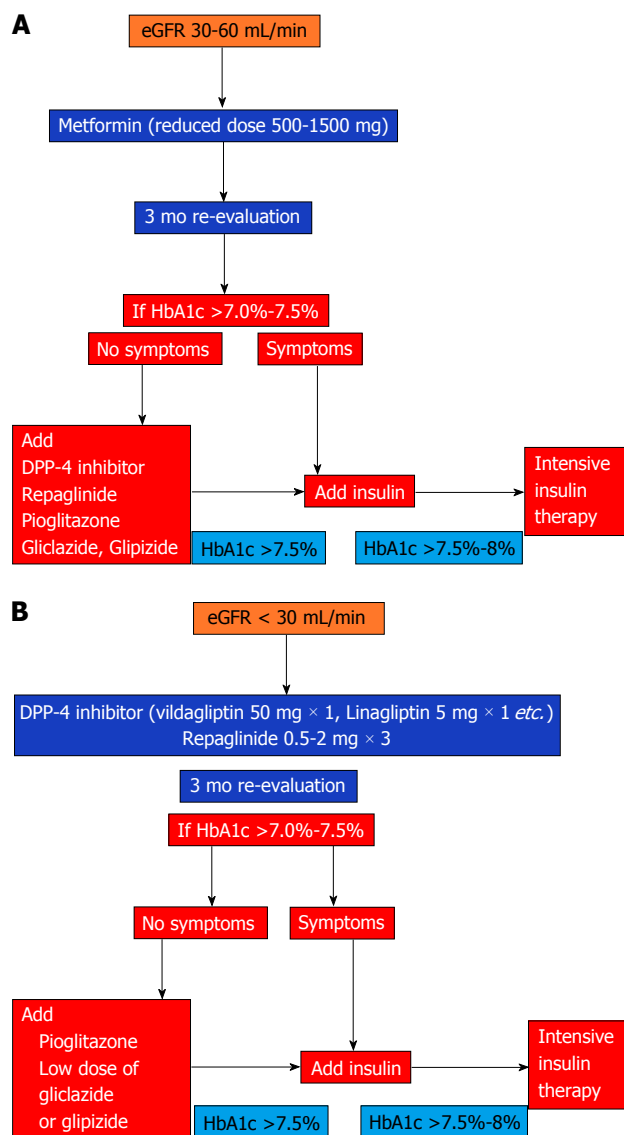 A
eGFR 30-60 mL/min
Metformin (reduced dose 500-1500 mg)
3 mo re-evaluation
If HbA1c >7.0%-7.5%
No symptoms
Symptoms
Add
DPP-4 inhibitor
Repaglinide
Pioglitazone
Gliclazide, Glipizide
Add insulin
Intensive
insulin
therapy
HbA1c >7.5%
HbA1c >7.5%-8%
B
eGFR < 30 mL/min
DPP-4 inhibitor (vildagliptin 50 mg × 1, Linagliptin 5 mg × 1 etc.)
Repaglinide 0.5-2 mg × 3
3 mo re-evaluation
If HbA1c >7.0%-7.5%
No symptoms
Symptoms
Add
Pioglitazone
Low dose of
gliclazide
or glipizide
Add insulin
Intensive
insulin
therapy
HbA1c >7.5%
HbA1c >7.5%-8%